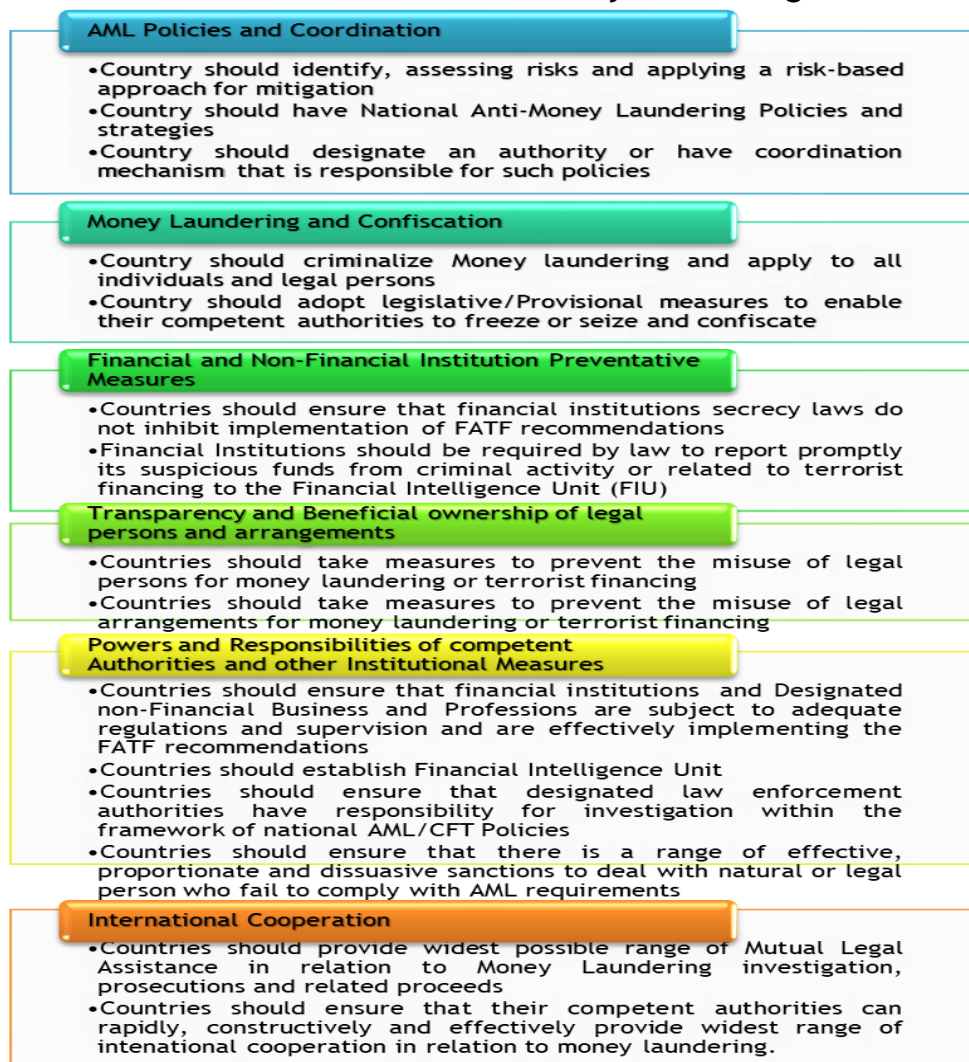 AML Policies and Coordination
•Country should identify, assessing risks and applying a risk-based
approach for mitigation
•Country should have National Anti-Money Laundering Policies and
strategies
•Country should designate an authority or have coordination
mechanism that is responsible for such policies
Money Laundering and Confiscation
•Country should criminalize Money laundering and apply to all
individuals and legal persons
•Country should adopt legislative/Provisional measures to enable
their competent authorities to freeze or seize and confiscate
Financial and Non-Financial Institution Preventative
Measures
•Countries should ensure that financial institutions secrecy laws do
not inhibit implementation of FATF recommendations
•Financial Institutions should be required by law to report promptly
its suspicious funds from criminal activity or related to terrorist
financing to the Financial Intelligence Unit (FIU)
Transparency and Beneficial ownership of legal
persons and arrangements
•Countries should take measures to prevent the misuse of legal
persons for money laundering or terrorist financing
•Countries should take measures to prevent the misuse of legal
arrangements for money laundering or terrorist financing
Powers and Responsibilities of competent
Authorities and other Institutional Measures
•Countries should ensure that financial institutions and Designated
non-Financial Business and Professions are subject to adequate
regulations and supervision and are effectively implementing the
FATF recommendations
•Countries should establish Financial Intelligence Unit
•Countries should ensure that designated law enforcement
authorities have responsibility for investigation within the
framework of national AML/CFT Policies
•Countries should ensure that there is a range of effective,
proportionate and dissuasive sanctions to deal with natural or legal
person who fail to comply with AML requirements
International Cooperation
•Countries should provide widest possible range of Mutual Legal
Assistance in relation to Money Laundering investigation,
prosecutions and related proceeds
•Countries should ensure that their competent authorities can
rapidly, constructively and effectively provide widest range of
intenational cooperation in relation to money laundering.